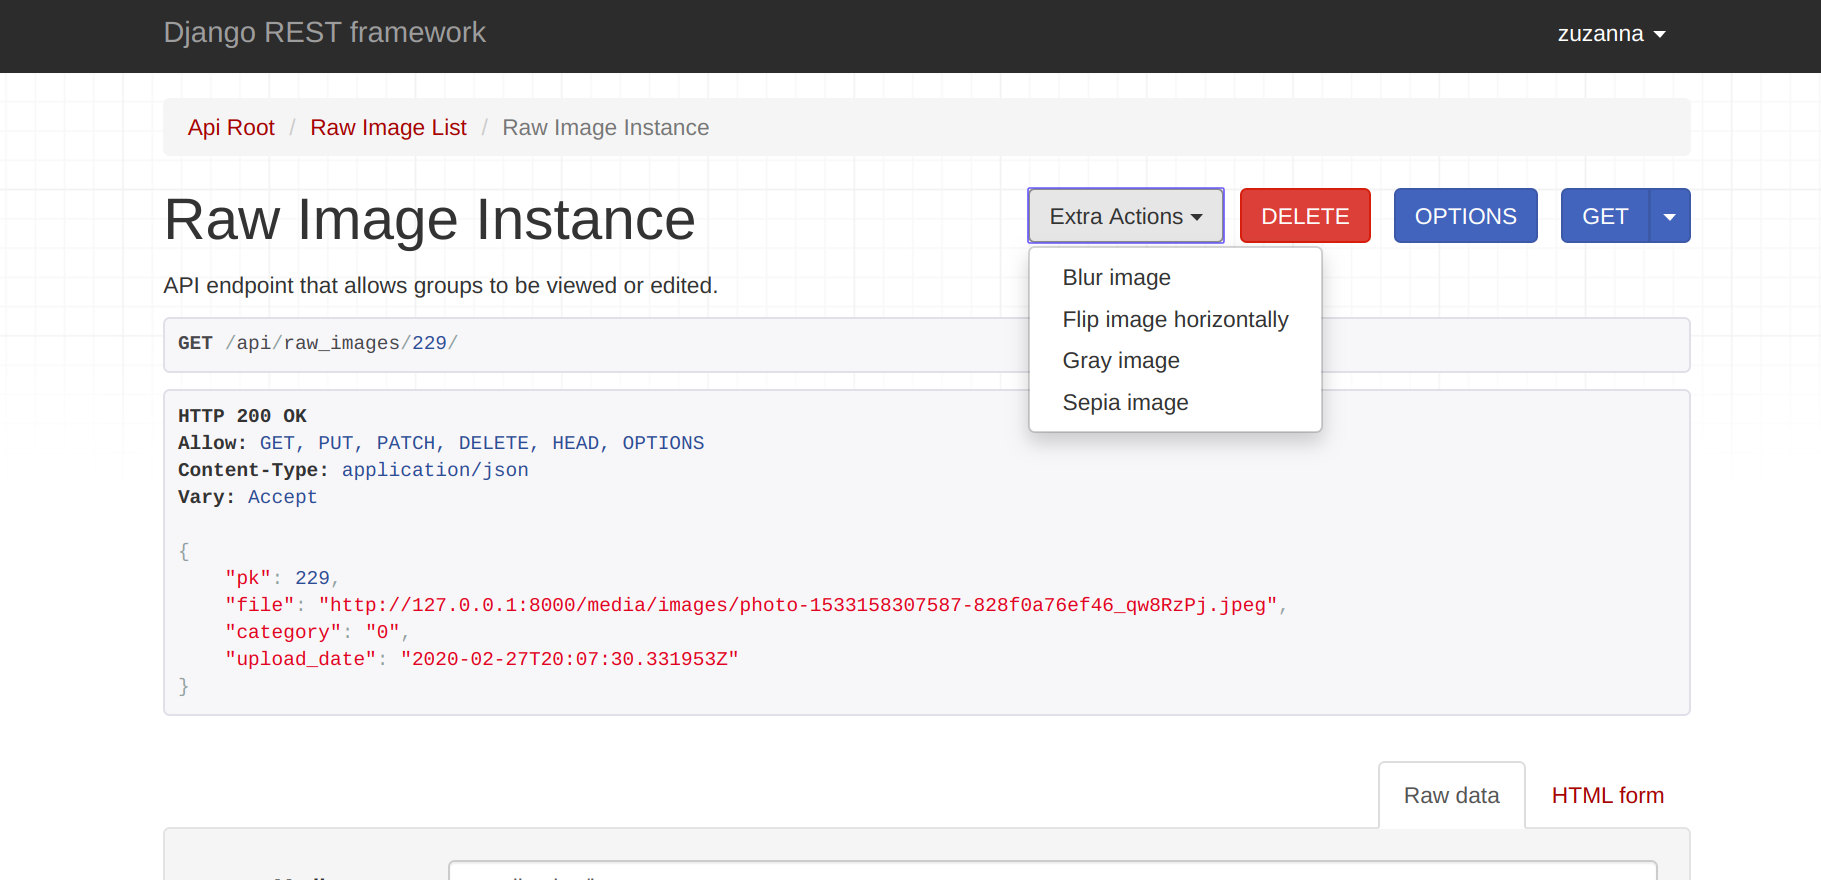 Django REST framework
zuzanna
Api Root / Raw Image List / Raw Image Instance
Raw Image Instance
Extra Actions
DELETE
OPTIONS
GET
Blur image
Flip image horizontally
Gray image
Sepia image
API endpoint that allows groups to be viewed or edited.
GET /api/raw_images/229/
HTTP 200 OK
Allow: GET, PUT, PATCH, DELETE, HEAD, OPTIONS
Content-Type: application/json
Vary: Accept
{
"pk": 229,
"file": "http://127.0.0.1:8000/media/images/photo-1533158307587-828f0a76ef46_qw8RzPj.jpeg",
"category": "0",
"upload_date": "2020-02-27T20:07:30.331953Z"
}
Raw data
HTML form